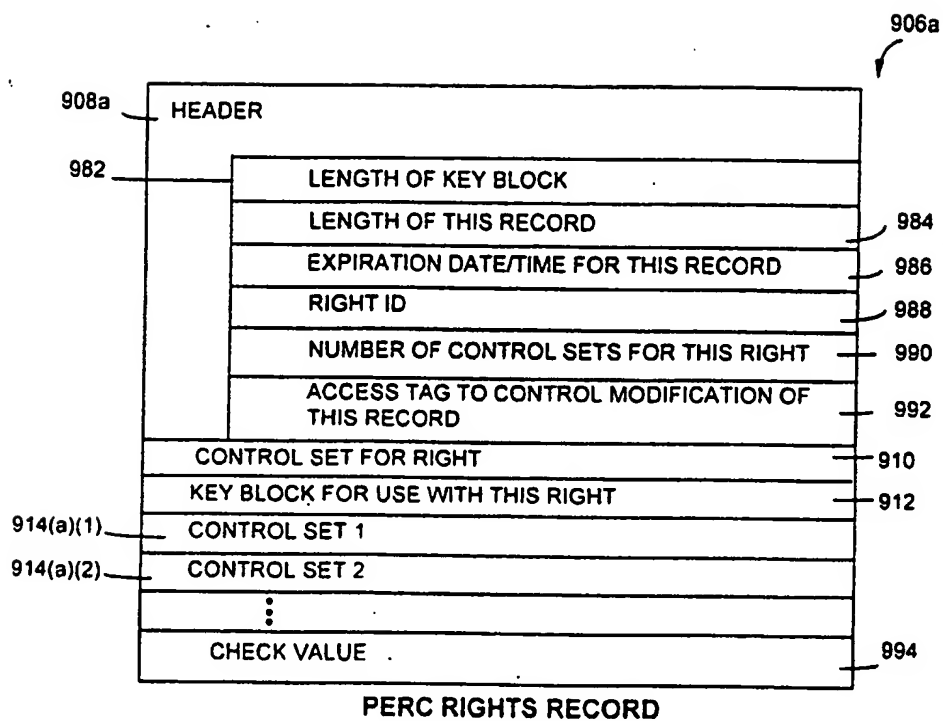 906a
908a HEADER
982 LENGTH OF KEY BLOCK
LENGTH OF THIS RECORD 984
EXPIRATION DATE/TIME FOR THIS RECORD 986
RIGHT ID 988
NUMBER OF CONTROL SETS FOR THIS RIGHT 990
ACCESS TAG TO CONTROL MODIFICATION OF
THIS RECORD 992
CONTROL SET FOR RIGHT 910
KEY BLOCK FOR USE WITH THIS RIGHT 912
914(a)(1) CONTROL SET 1
914(a)(2) CONTROL SET 2
CHECK VALUE 994
PERC RIGHTS RECORD